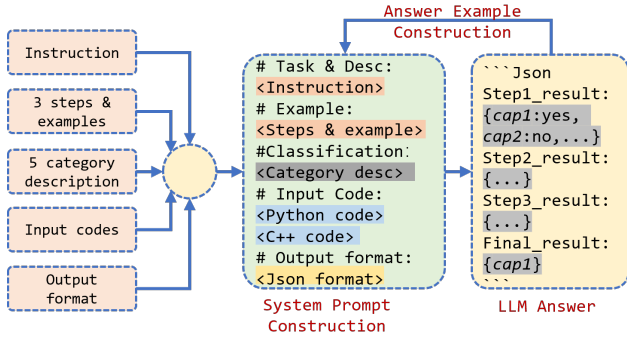 Answer Example
Construction
Instruction
3 steps &
examples
5 category
description
Input codes
Output
format
# Task & Desc:
<Instruction>
# Example:
<Steps & example>
#Classification:
<Category desc>
# Input Code:
<Python code>
<C++ code>
# Output format:
<Json format>
System Prompt
Construction
```Json
Step1_result:
{cap1:yes,
cap2:no,...}
Step2_result:
{...}
Step3_result:
{...}
Final_result:
{cap1}
```
LLM Answer